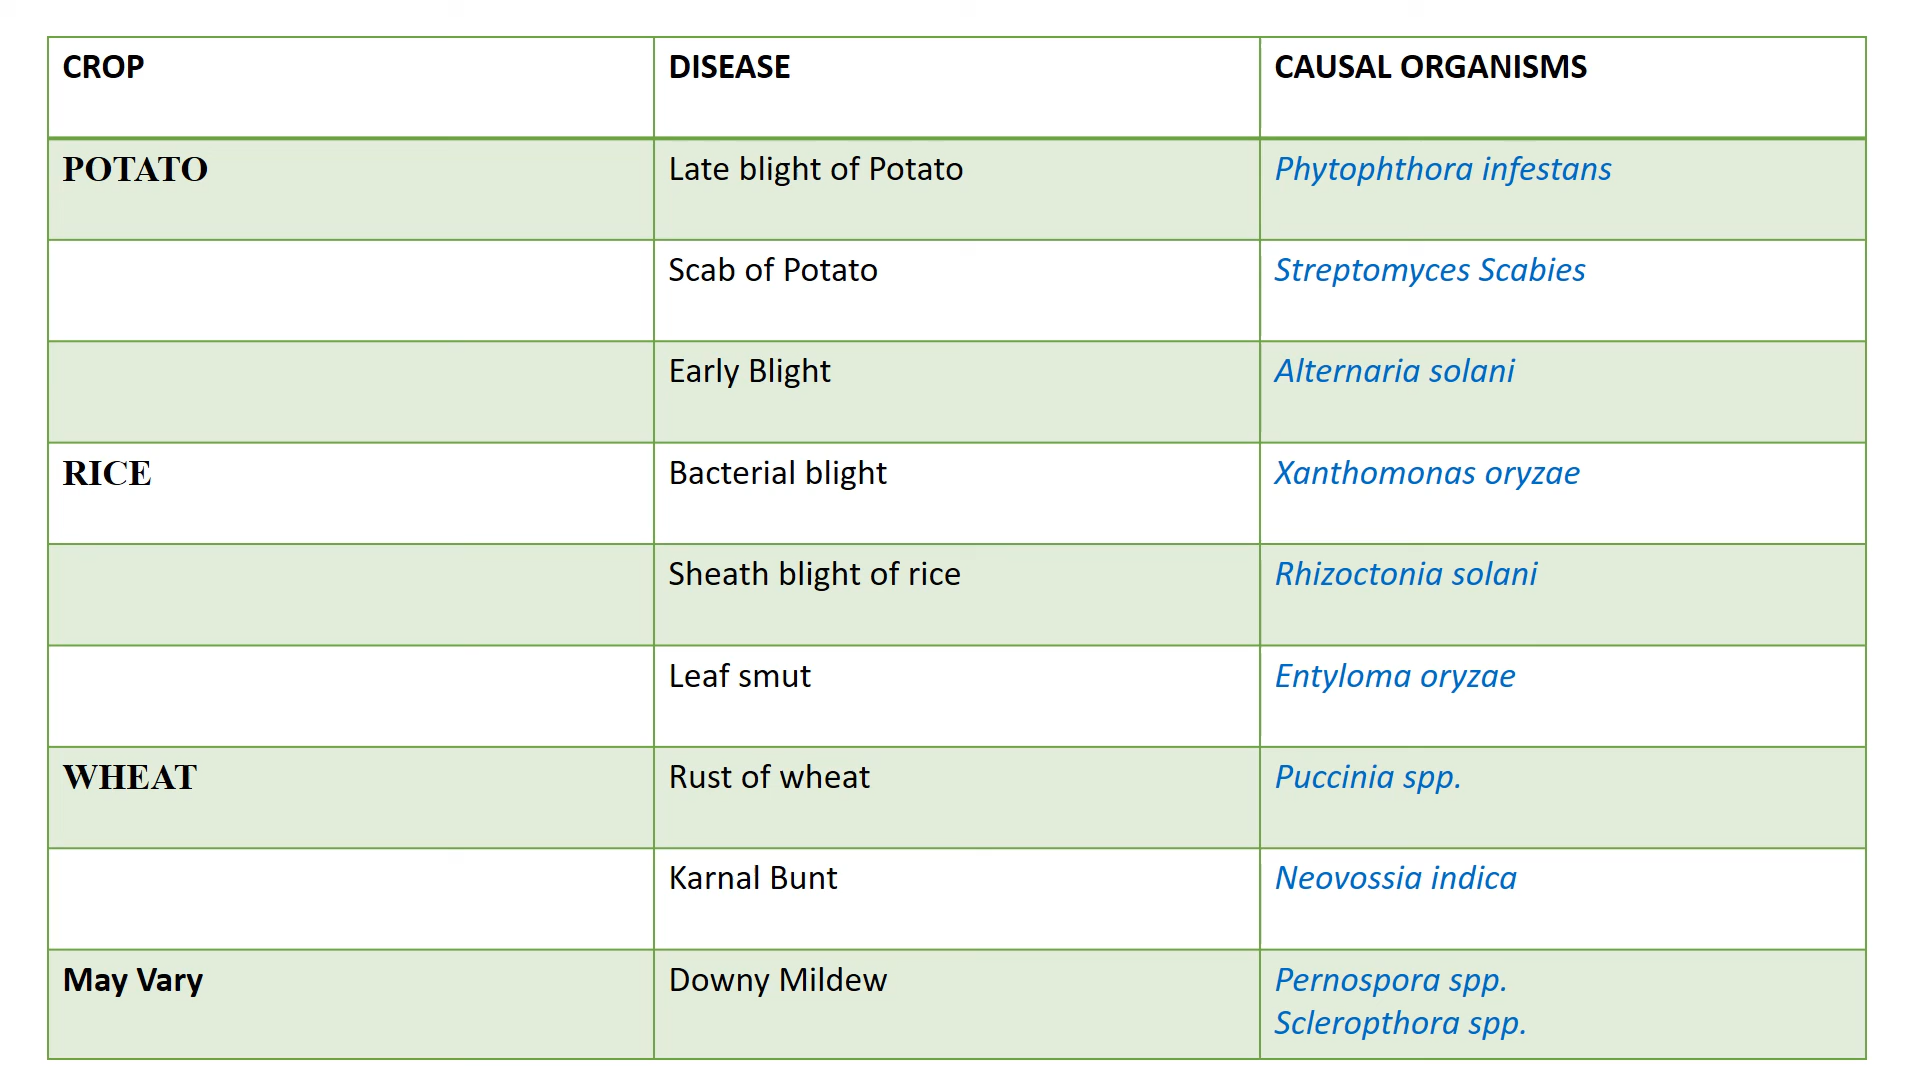 CROP DISEASE CAUSAL ORGANISMS
POTATO Late blight of Potato Phytophthora infestans
Scab of Potato Streptomyces Scabies
Early Blight Alternaria solani
RICE Bacterial blight Xanthomonas oryzae
Sheath blight of rice Rhizoctonia solani
Leaf smut Entyloma oryzae
WHEAT Rust of wheat Puccinia spp.
Karnal Bunt Neovossia indica
May Vary Downy Mildew Pernospora spp.
Scleropthora spp.